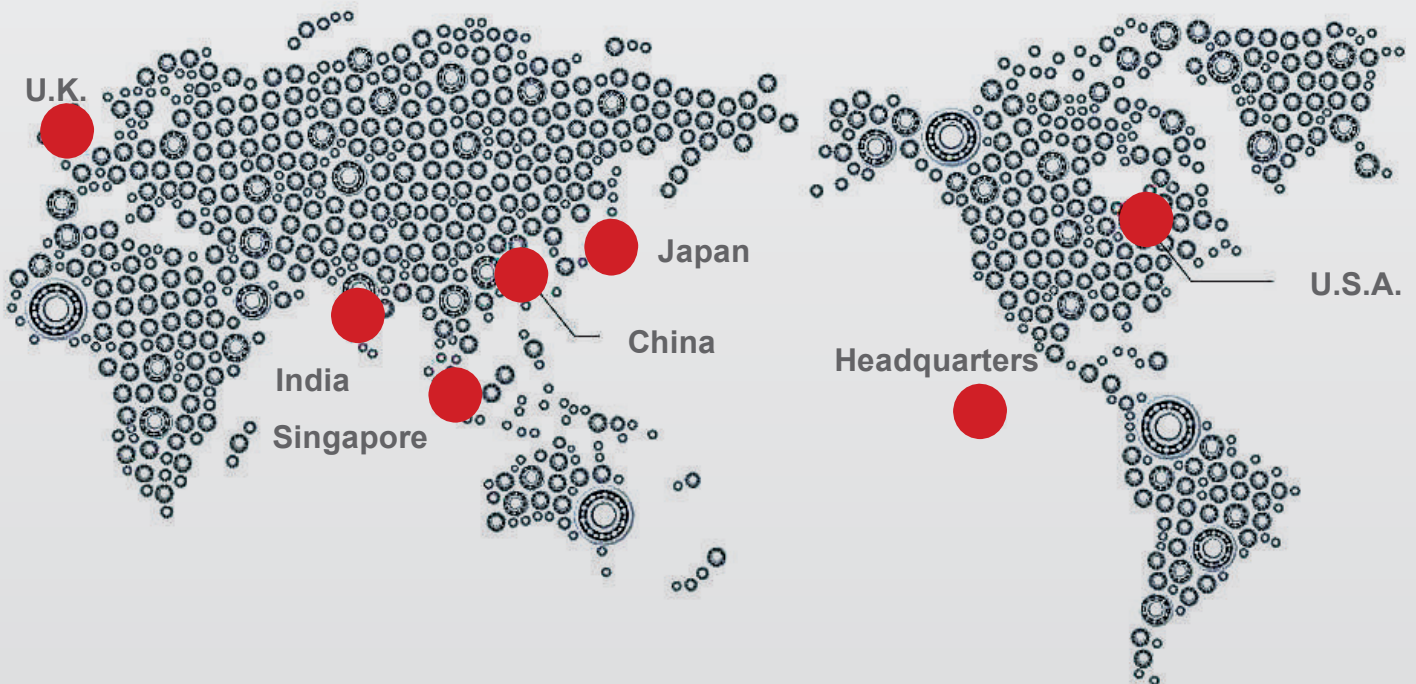 U.K.
Japan
U.S.A.
China
Headquarters
India
Singapore